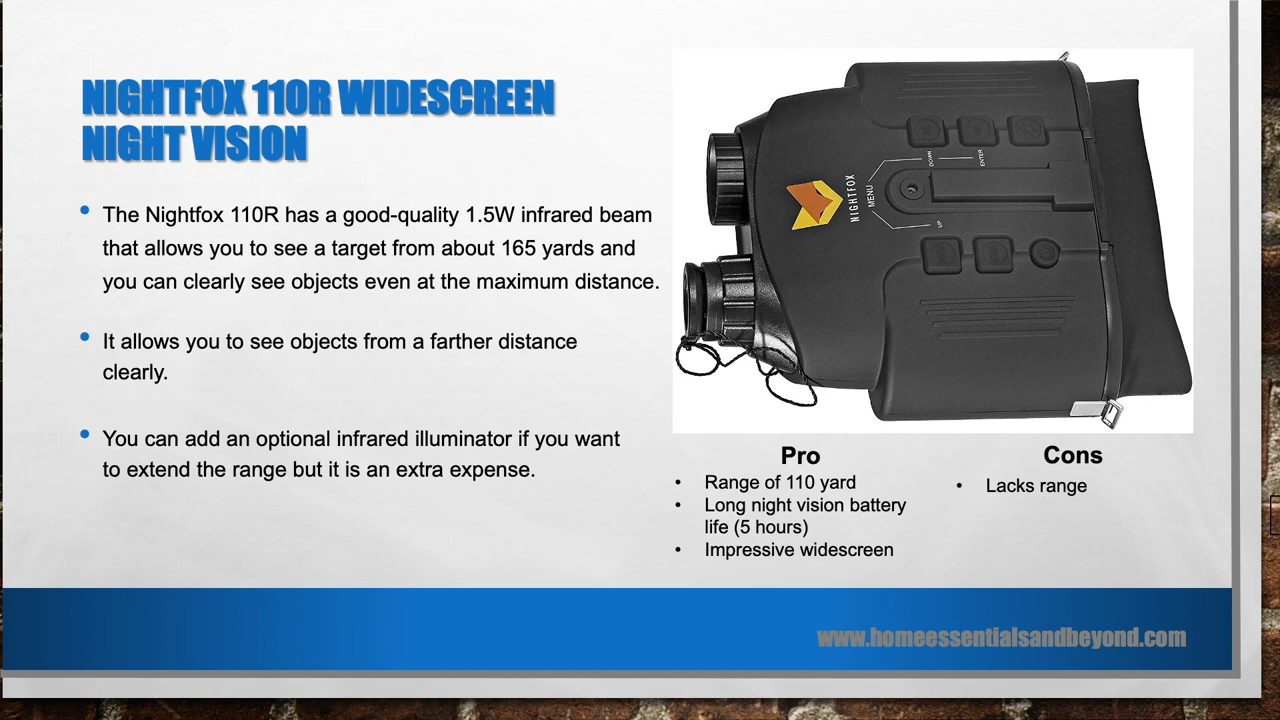 NIGHTFOX 110R WIDESCREEN
NIGHT VISION
• The Nightfox 110R has a good-quality 1.5W infrared beam
that allows you to see a target from about 165 yards and
you can clearly see objects even at the maximum distance.
• It allows you to see objects from a farther distance
clearly.
• You can add an optional infrared illuminator if you want
to extend the range but it is an extra expense.
NIGHTFOX
MENU
DOWN
ENTER
UP
Pro
• Range of 110 yard
• Long night vision battery
life (5 hours)
• Impressive widescreen
Cons
• Lacks range
www.homeessentialsandbeyond.com